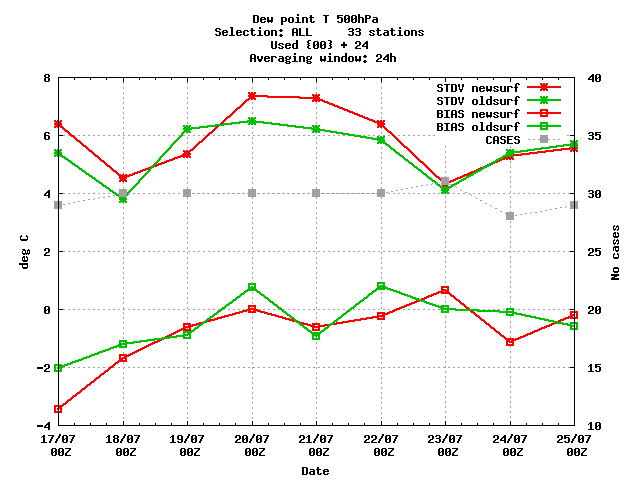 Dew point T 500hPa
Selection: ALL     33 stations
Used {00} + 24
Averaging window: 24h
8
6
4
2
0
-2
-4
deg C
40
35
30
25
20
15
10
No cases
STDV newsurf
STDV oldsurf
BIAS newsurf
BIAS oldsurf
CASES
17/07 18/07 19/07 20/07 21/07 22/07 23/07 24/07 25/07
00Z 00Z 00Z 00Z 00Z 00Z 00Z 00Z 00Z
Date